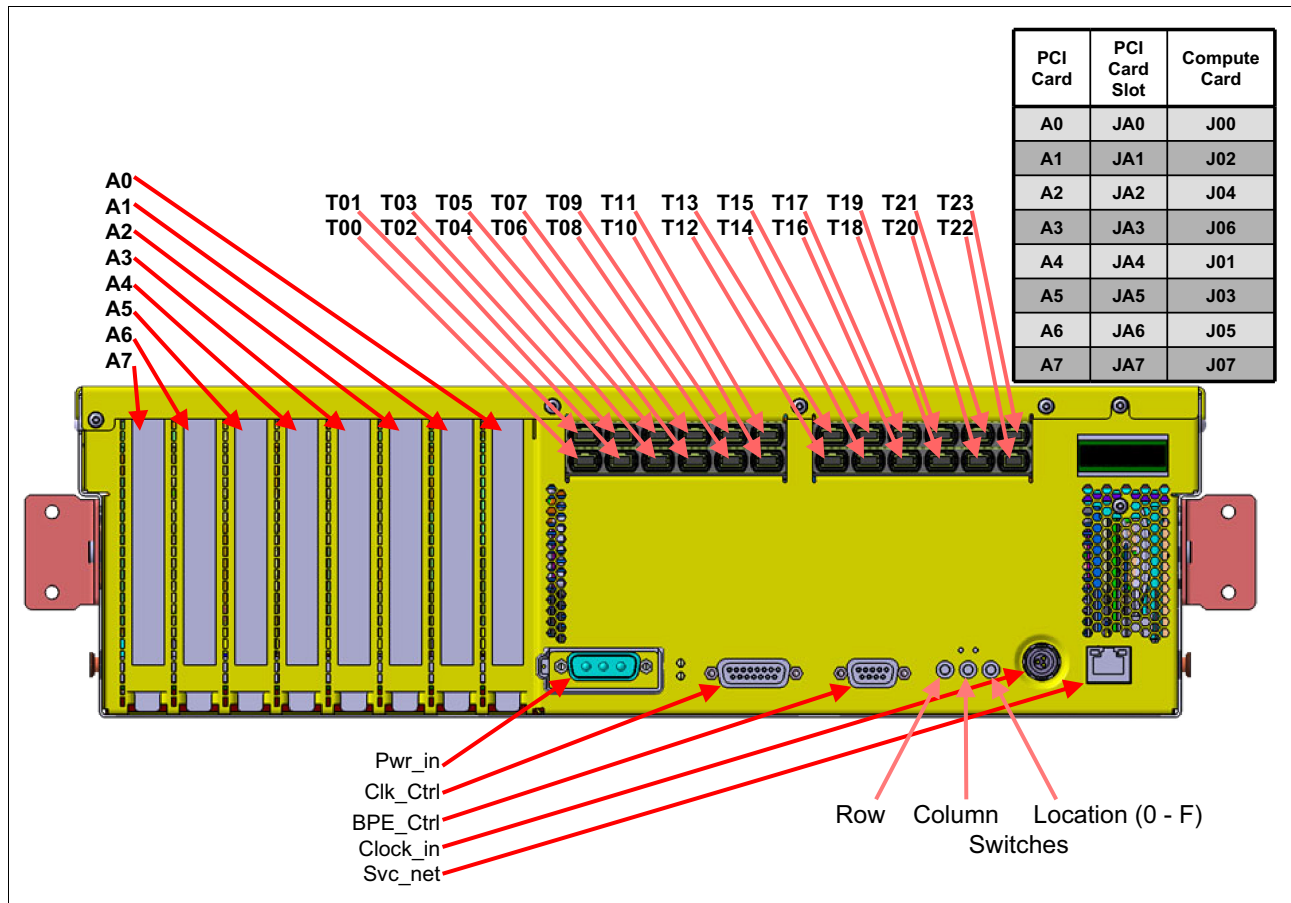 PCI Card PCI Card Slot Compute Card
A0 JA0 J00
A1 JA1 J02
A2 JA2 J04
A3 JA3 J06
A4 JA4 J01
A5 JA5 J03
A6 JA6 J05
A7 JA7 J07
A0
A1
A2
A3
A4
A5
A6
A7
T01 T03 T05 T07 T09 T11 T13 T15 T17 T19 T21 T23
T00 T02 T04 T06 T08 T10 T12 T14 T16 T18 T20 T22
Pwr_in
Clk_Ctrl
BPE_Ctrl
Clock_in
Svc_net
Row Column Location (0 - F)
Switches